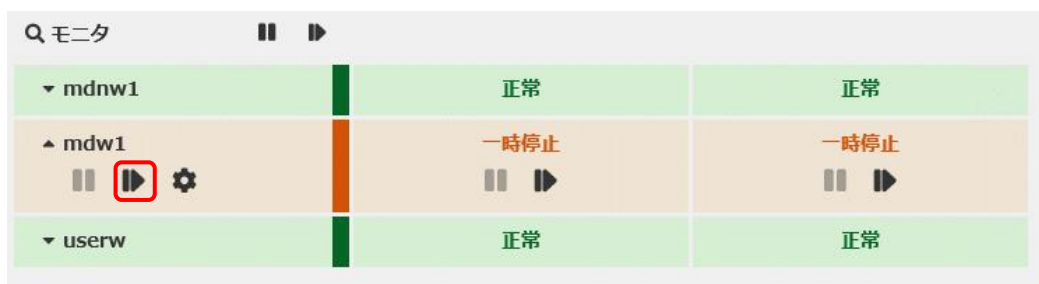 モニタ
mdnw1 正常 正常
mdw1 一時停止 一時停止
userw 正常 正常